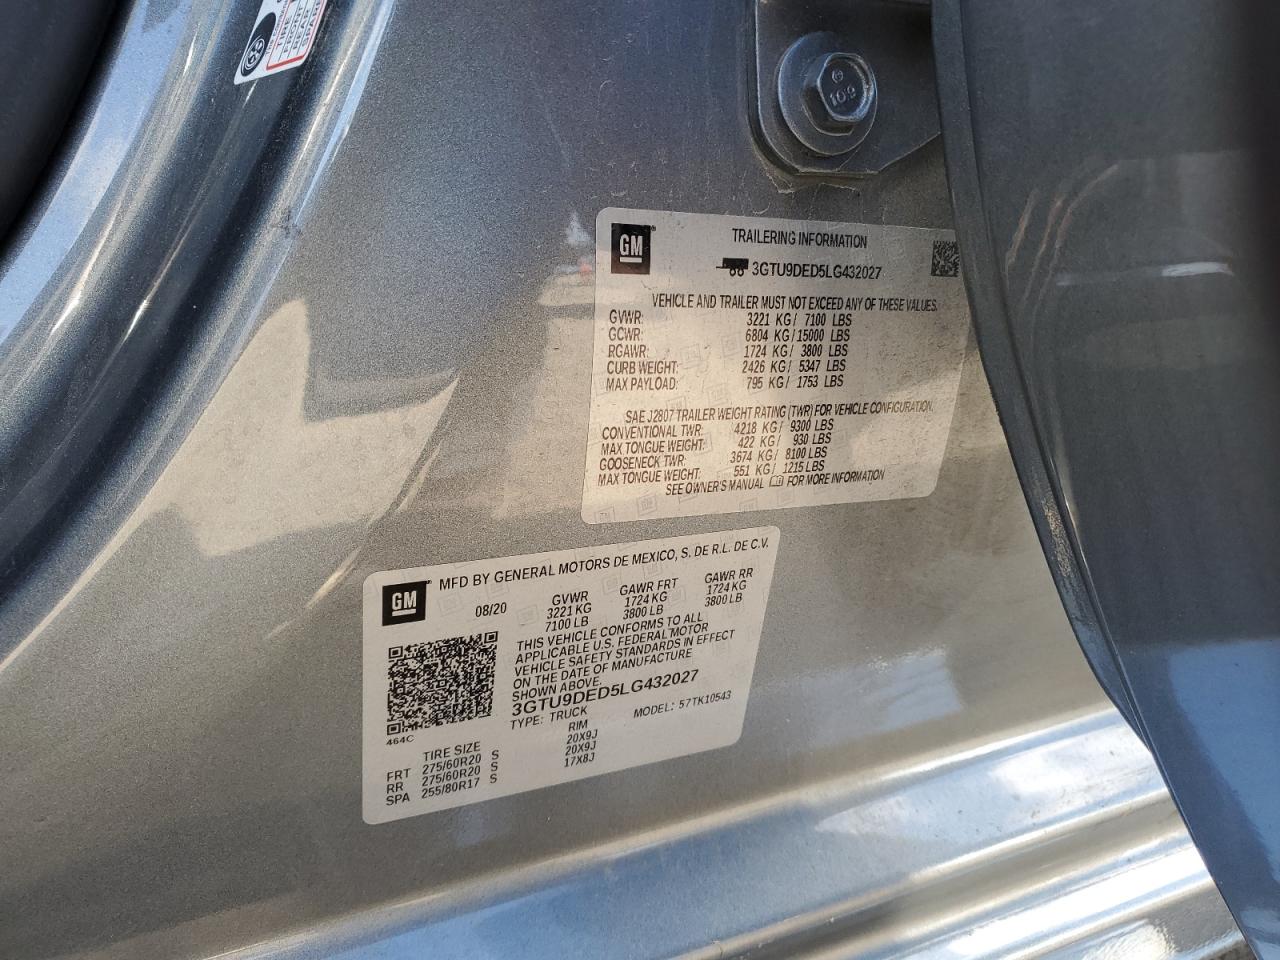 TIRE
FRONT
REAR
SPARE
109
GM
TRAILERING INFORMATION
3GTU9DED5LG432027
VEHICLE AND TRAILER MUST NOT EXCEED ANY OF THESE VALUES.
GVWR: 3221 KG/ 7100 LBS
GCWR: 6804 KG/15000 LBS
RGAWR: 1724 KG/ 3800 LBS
CURB WEIGHT: 2426 KG/ 5347 LBS
MAX PAYLOAD: 795 KG/ 1753 LBS
SAE J2807 TRAILER WEIGHT RATING (TWR) FOR VEHICLE CONFIGURATION.
CONVENTIONAL TWR: 4218 KG/ 9300 LBS
MAX TONGUE WEIGHT: 422 KG/ 930 LBS
GOOSENECK TWR: 3674 KG/ 8100 LBS
MAX TONGUE WEIGHT: 551 KG/ 1215 LBS
SEE OWNER'S MANUAL FOR MORE INFORMATION
GM
MFD BY GENERAL MOTORS DE MEXICO, S. DE R.L. DE C.V.
08/20 GVWR GAWR FRT GAWR RR
3221 KG 1724 KG 1724 KG
7100 LB 3800 LB 3800 LB
THIS VEHICLE CONFORMS TO ALL
APPLICABLE U.S. FEDERAL MOTOR
VEHICLE SAFETY STANDARDS IN EFFECT
ON THE DATE OF MANUFACTURE
SHOWN ABOVE.
3GTU9DED5LG432027
TYPE: TRUCK MODEL: 57TK10543
464C
TIRE SIZE RIM
FRT 275/60R20 S 20X9J
RR 275/60R20 S 20X9J
SPA 255/80R17 S 17X8J